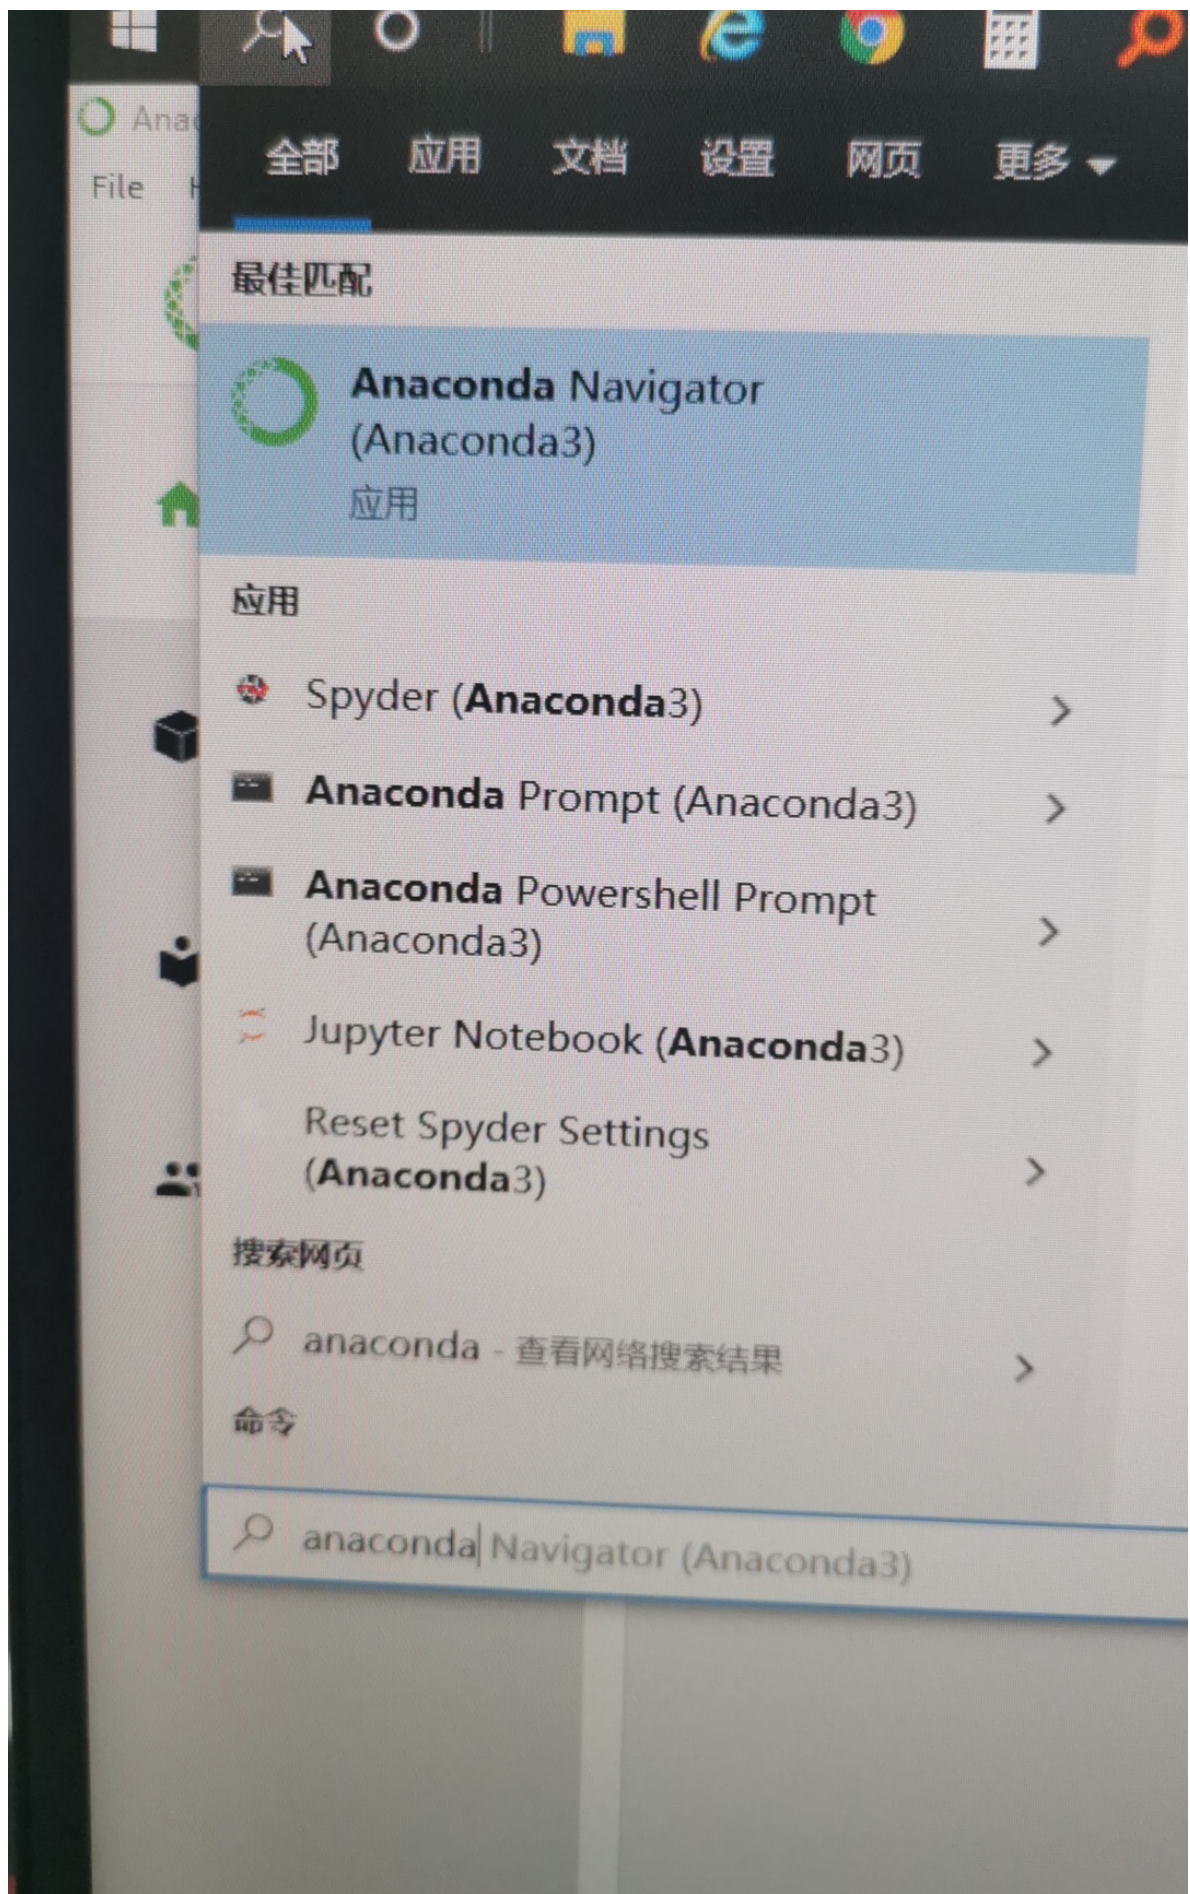 全部 应用 文档 设置 网页 更多
File
最佳匹配
Anaconda Navigator
(Anaconda3)
应用
应用
Spyder (Anaconda3)
Anaconda Prompt (Anaconda3)
Anaconda Powershell Prompt
(Anaconda3)
Jupyter Notebook (Anaconda3)
Reset Spyder Settings
(Anaconda3)
搜索网页
anaconda - 查看网络搜索结果
命令
anaconda Navigator (Anaconda3)